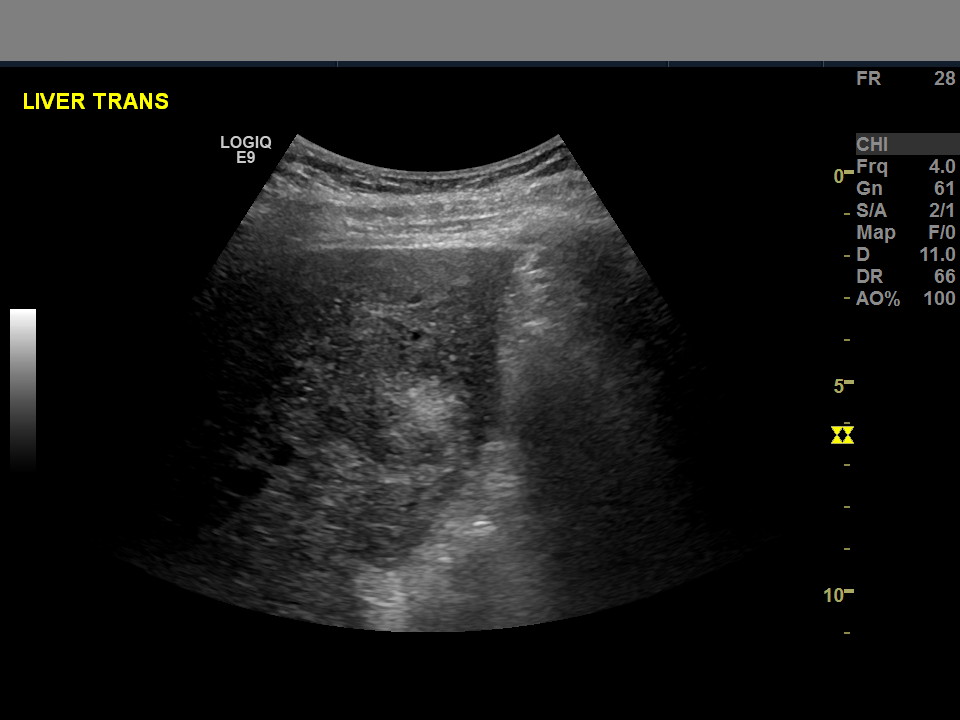 FR 28
LIVER TRANS
LOGIQ
E9
CHI
Frq 4.0
Gn 61
S/A 2/1
Map F/0
D 11.0
DR 66
AO% 100
0
5
10